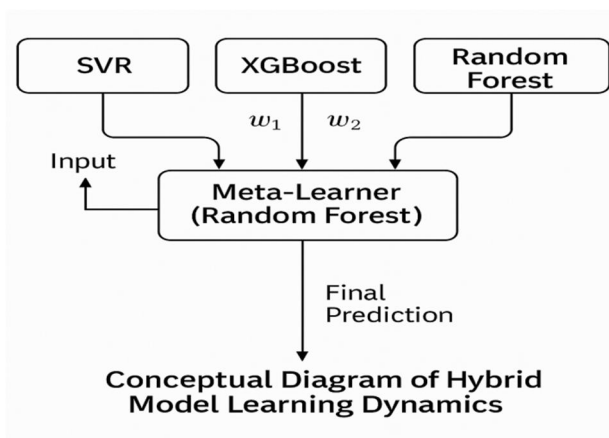 SVR
XGBoost
Random
Forest
w₁
w₂
Input
Meta-Learner
(Random Forest)
Final
Prediction
Conceptual Diagram of Hybrid
Model Learning Dynamics